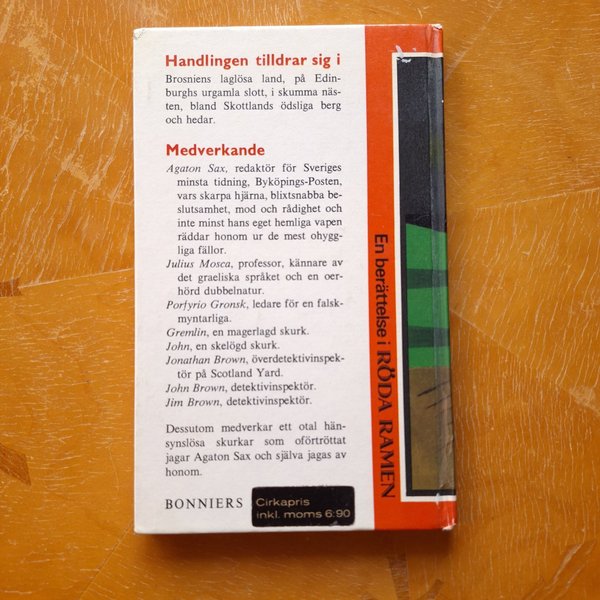 Handlingen tilldrar sig i
Brosniens laglösa land, på Edin-
burghs urgamla slott, i skumma näs-
ten, bland Skottlands ödsliga berg
och hedar.
Medverkande
Agaton Sax, redaktör för Sveriges
minsta tidning, Byköpings-Posten,
vars skarpa hjärna, blixtsnabba be-
slutsamhet, mod och rådighet och
inte minst hans eget hemliga vapen
räddar honom ur de mest ohygg-
liga fällor.
Julius Mosca, professor, kännare av
det graeliska språket och en oer-
hörd dubbelnatur.
Porfyrio Gronsk, ledare för en falsk-
myntarliga.
Gremlin, en magerlagd skurk.
John, en skelögd skurk.
Jonathan Brown, överdetektivinspek-
tör på Scotland Yard.
John Brown, detektivinspektör.
Jim Brown, detektivinspektör.
Dessutom medverkar ett otal hän-
synslösa skurkar som oförtröttat
jagar Agaton Sax och själva jagas av
honom.
BONNIERS
Cirkapris
inkl. moms 6:90
En berättelse i RÖDA RAMEN